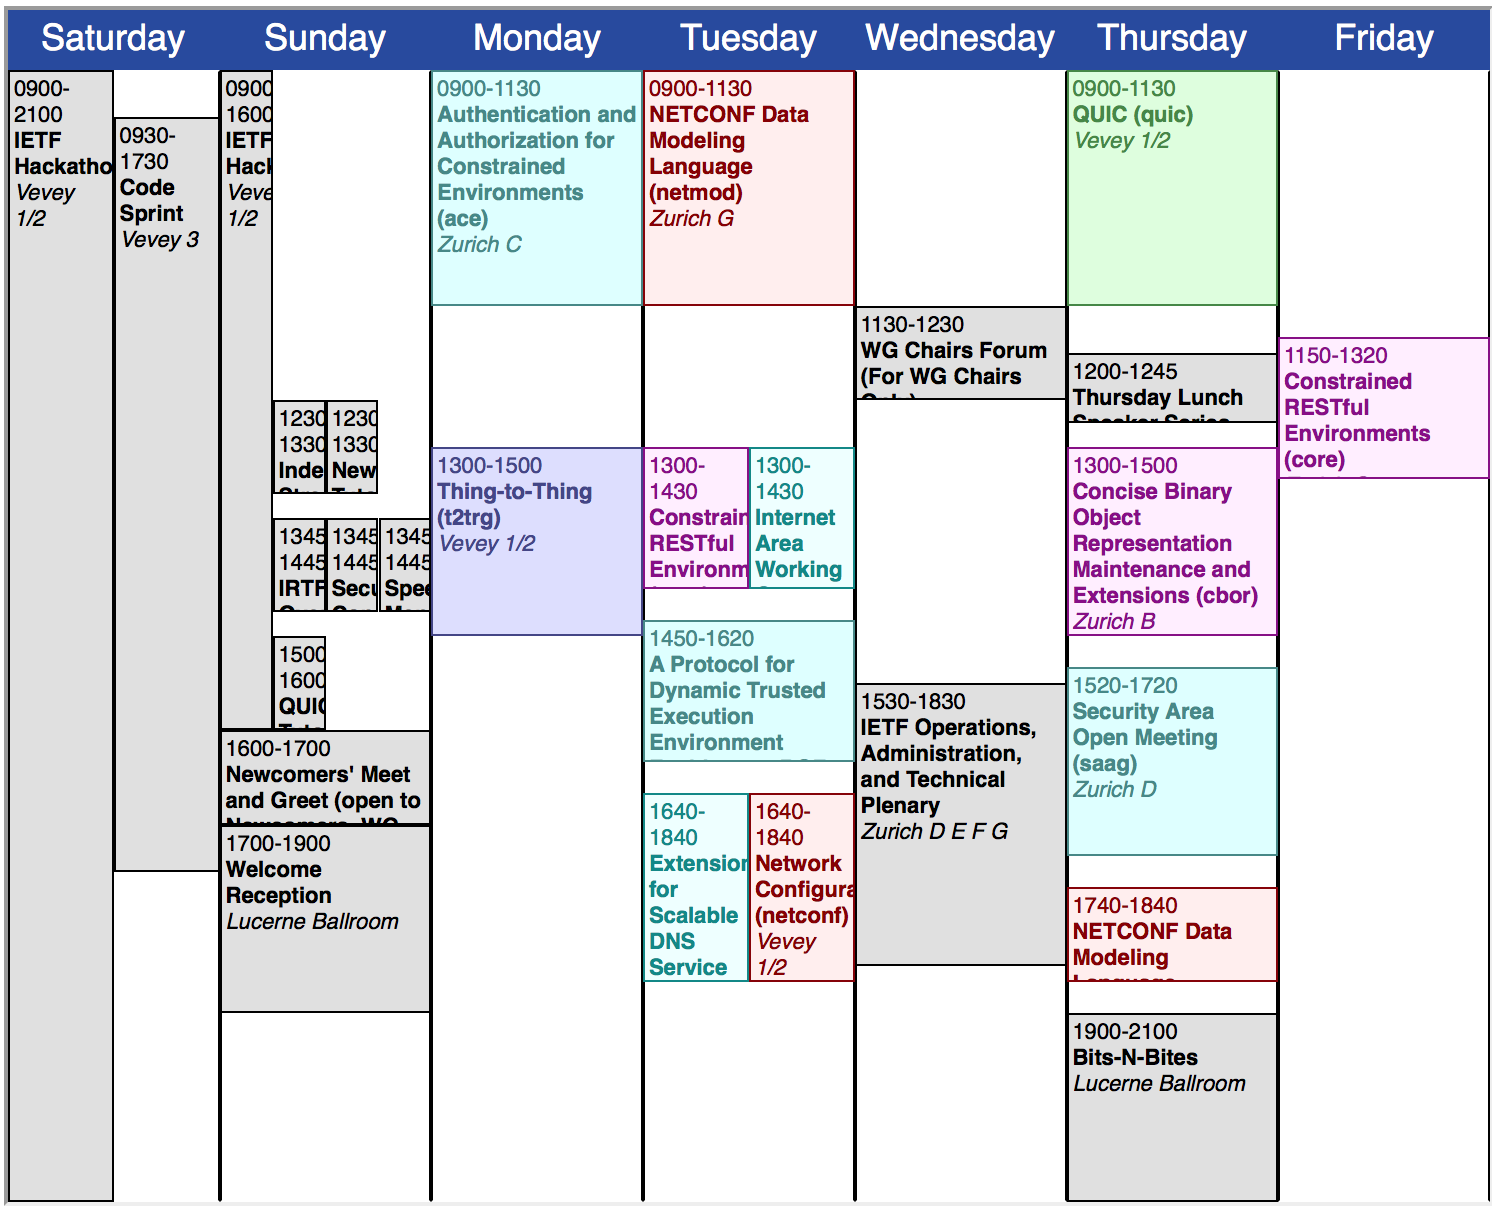 Saturday
Sunday
Monday
Tuesday
Wednesday
Thursday
Friday
0900-
2100
IETF
Hackatho
Vevey
1/2
0930-
1730
Code
Sprint
Vevey 3
0900
1600
IETF
Hack
Veve
1/2
1230
1330
Inde
1230
1330
New
1345
1445
IRTF
1345
1445
Secu
1345
1445
Spee
1500
1600
QUIC
1600-1700
Newcomers' Meet
and Greet (open to
Newcomers, WG
1700-1900
Welcome
Reception
Lucerne Ballroom
0900-1130
Authentication and
Authorization for
Constrained
Environments
(ace)
Zurich C
1300-1500
Thing-to-Thing
(t2trg)
Vevey 1/2
0900-1130
NETCONF Data
Modeling
Language
(netmod)
Zurich G
1300-
1430
Constrain
RESTful
Environm
1300-
1430
Internet
Area
Working
1450-1620
A Protocol for
Dynamic Trusted
Execution
Environment
1640-
1840
Extension
for
Scalable
DNS
Service
1640-
1840
Network
Configura
(netconf)
Vevey
1/2
1130-1230
WG Chairs Forum
(For WG Chairs
Only)
1530-1830
IETF Operations,
Administration,
and Technical
Plenary
Zurich D E F G
0900-1130
QUIC (quic)
Vevey 1/2
1200-1245
Thursday Lunch
Speaker Series
1300-1500
Concise Binary
Object
Representation
Maintenance and
Extensions (cbor)
Zurich B
1520-1720
Security Area
Open Meeting
(saag)
Zurich D
1740-1840
NETCONF Data
Modeling
Language
1900-2100
Bits-N-Bites
Lucerne Ballroom
1150-1320
Constrained
RESTful
Environments
(core)